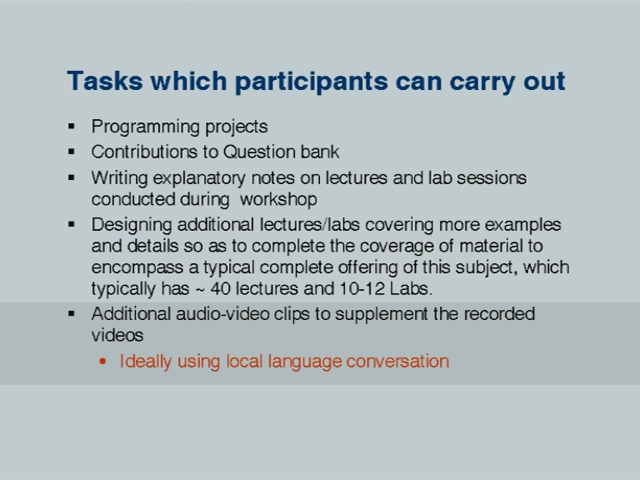 Tasks which participants can carry out
▪ Programming projects
▪ Contributions to Question bank
▪ Writing explanatory notes on lectures and lab sessions
conducted during workshop
▪ Designing additional lectures/labs covering more examples
and details so as to complete the coverage of material to
encompass a typical complete offering of this subject, which
typically has ~ 40 lectures and 10-12 Labs.
▪ Additional audio-video clips to supplement the recorded
videos
• Ideally using local language conversation